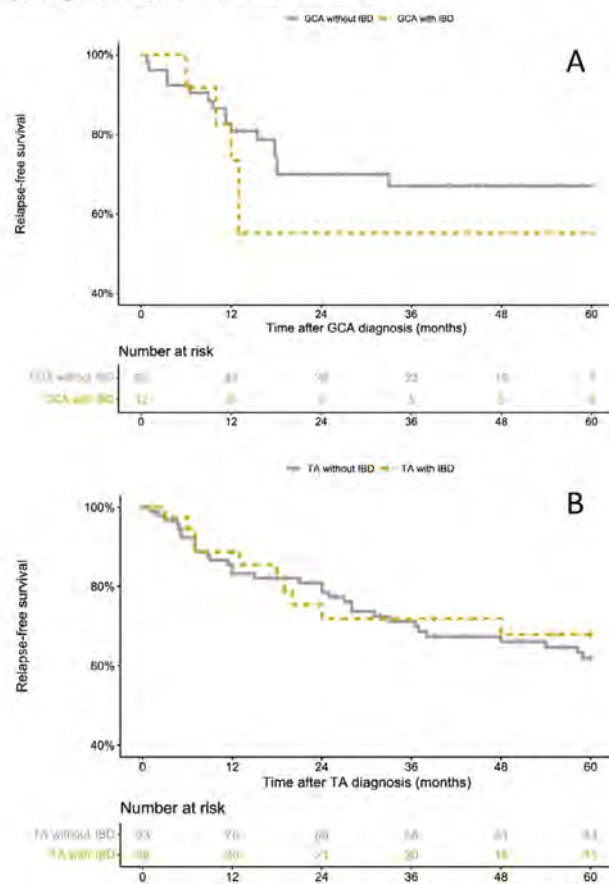 GCA without IBD GCA with IBD
A
100%
80%
60%
40%
Relapse-free survival
0 12 24 36 48 60
Time after GCA diagnosis (months)
Number at risk
GCA without IBD
GCA with IBD 12
0 12 24 36 48 60
TA without IBD TA with IBD
B
100%
80%
60%
40%
Relapse-free survival
0 12 24 36 48 60
Time after TA diagnosis (months)
Number at risk
TA without IBD 93 76
TA with IBD
0 12 24 36 48 60